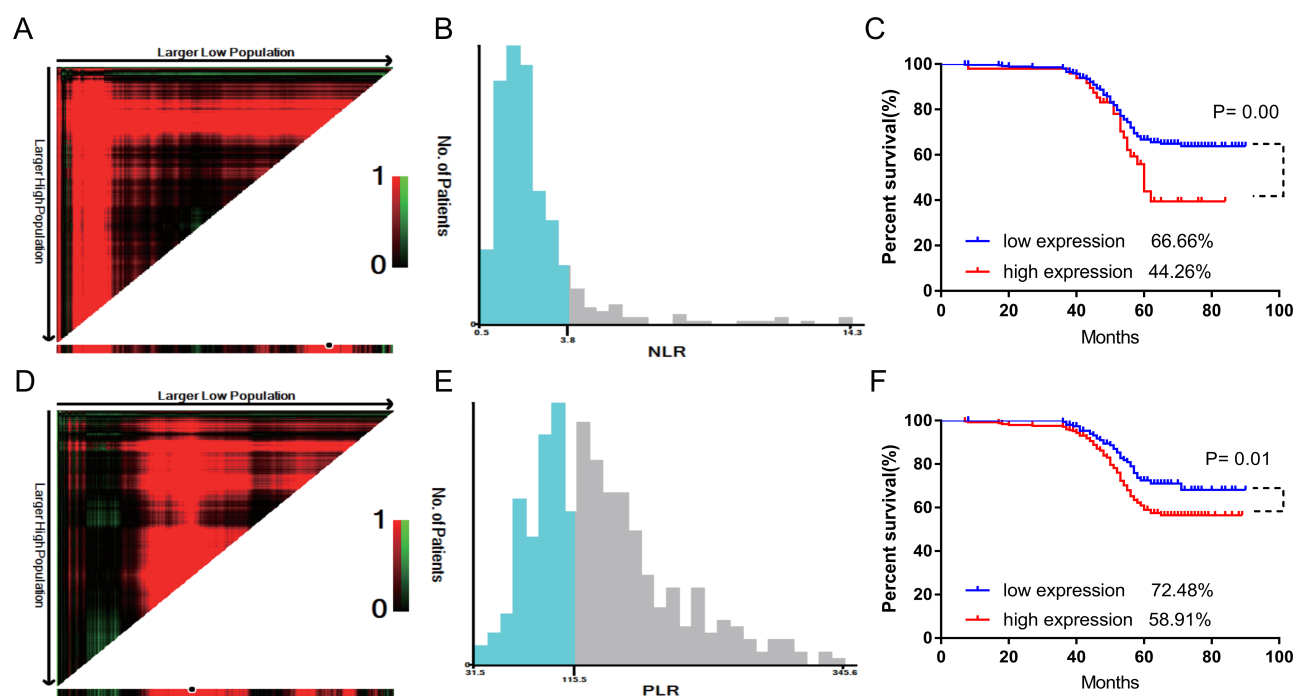 A
Larger Low Population
Larger High Population
1
0
B
No. of Patients
0
0.5
3.8
14.3
NLR
C
Percent survival(%)
100
80
60
40
20
0
P= 0.00
low expression 66.66%
high expression 44.26%
0 20 40 60 80 100
Months
D
Larger Low Population
Larger High Population
1
0
E
No. of Patients
0
31.5
115.5
345.6
PLR
F
Percent survival(%)
100
80
60
40
20
0
P= 0.01
low expression 72.48%
high expression 58.91%
0 20 40 60 80 100
Months